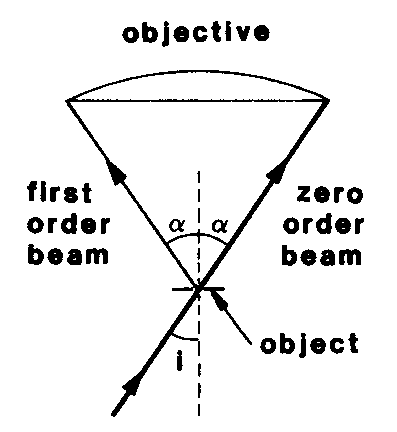 objective
first
order
beam
α α
zero
order
beam
object
i